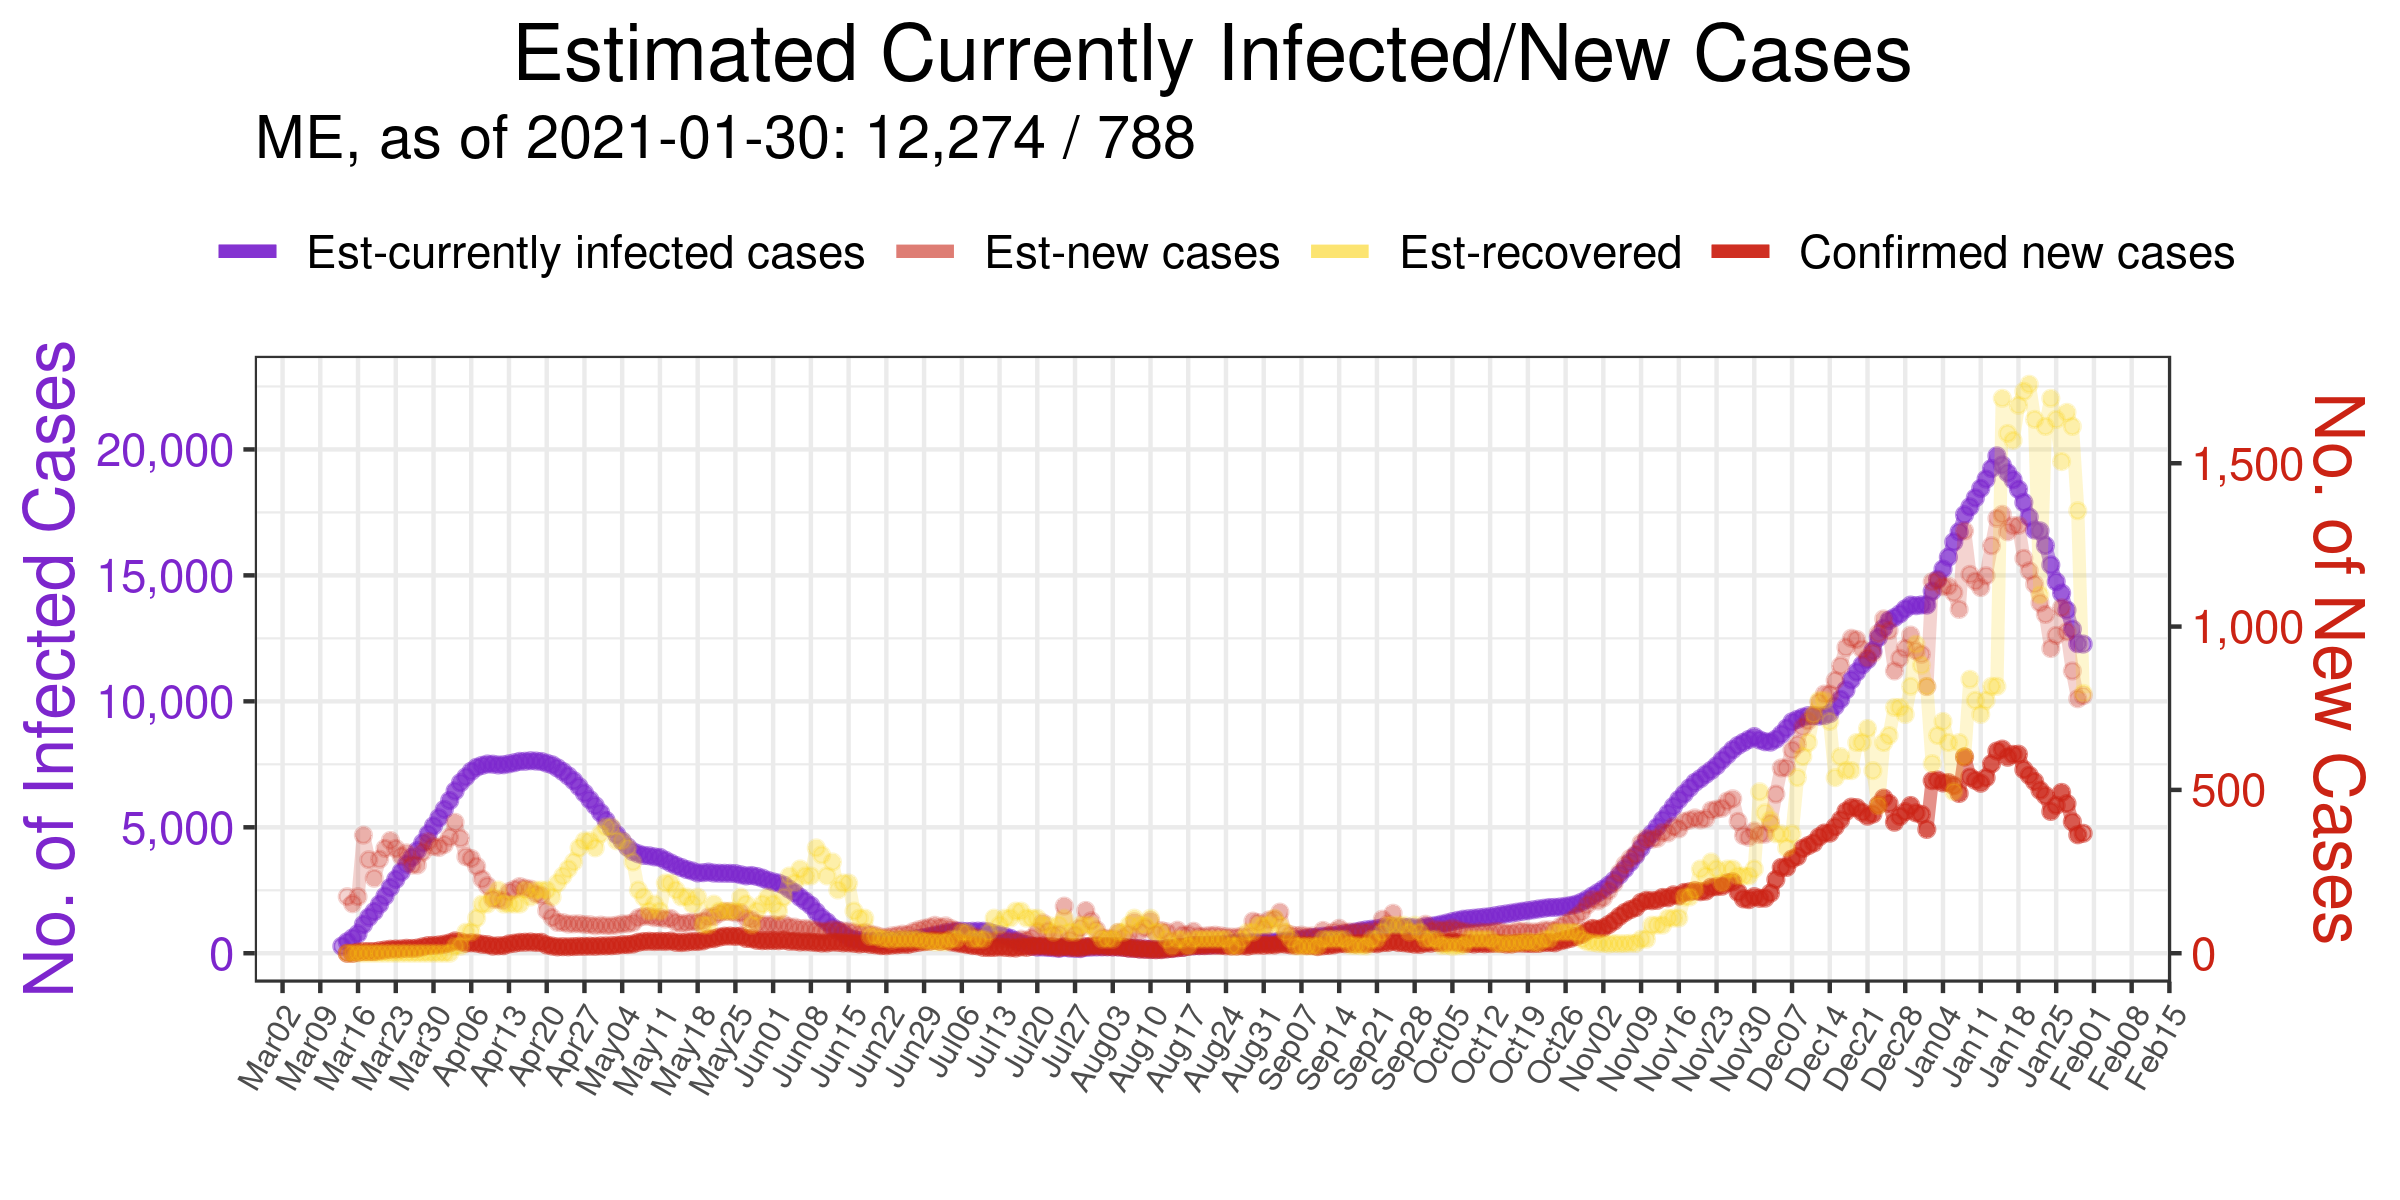 Estimated Currently Infected/New Cases
ME, as of 2021-01-30: 12,274 / 788
Est-currently infected cases
Est-new cases
Est-recovered
Confirmed new cases
No. of Infected Cases
20,000
15,000
10,000
5,000
0
No. of New Cases
1,500
1,000
500
0
Mar02
Mar09
Mar16
Mar23
Mar30
Apr06
Apr13
Apr20
Apr27
May04
May11
May18
May25
Jun01
Jun08
Jun15
Jun22
Jun29
Jul06
Jul13
Jul20
Jul27
Aug03
Aug10
Aug17
Aug24
Aug31
Sep07
Sep14
Sep21
Sep28
Oct05
Oct12
Oct19
Oct26
Nov02
Nov09
Nov16
Nov23
Nov30
Dec07
Dec14
Dec21
Dec28
Jan04
Jan11
Jan18
Jan25
Feb01
Feb08
Feb15